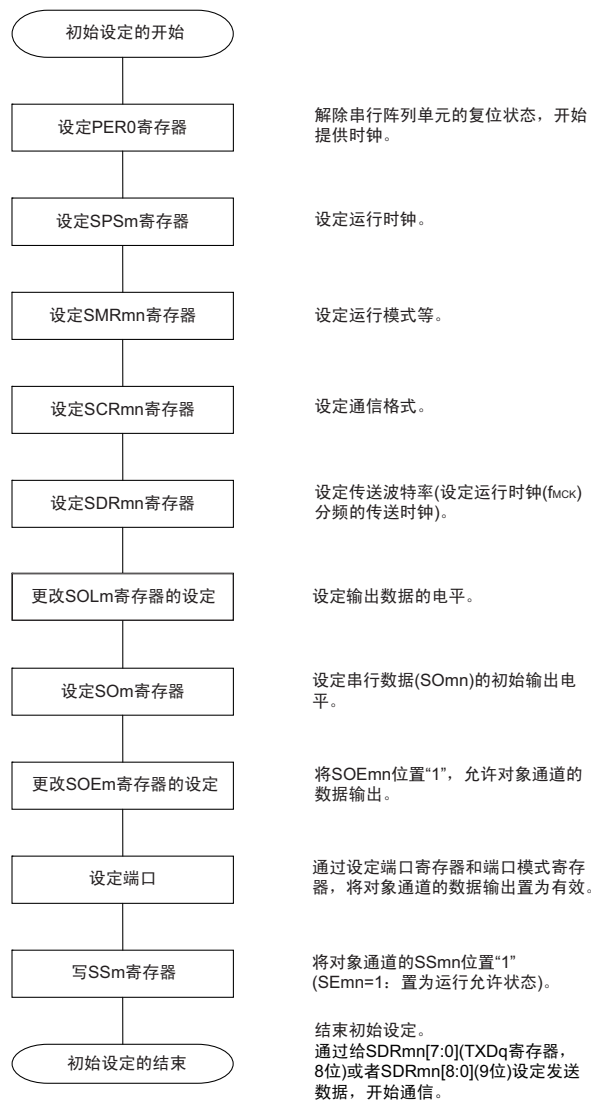 初始设定的开始
设定PER0寄存器
解除串行阵列单元的复位状态，开始
提供时钟。
设定SPSm寄存器
设定运行时钟。
设定SMRmn寄存器
设定运行模式等。
设定SCRmn寄存器
设定通信格式。
设定SDRmn寄存器
设定传送波特率(设定运行时钟(fMCK)
分频的传送时钟)。
更改SOLm寄存器的设定
设定输出数据的电平。
设定SOm寄存器
设定串行数据(SOmn)的初始输出电
平。
更改SOEm寄存器的设定
将SOEmn位置“1”，允许对象通道的
数据输出。
设定端口
通过设定端口寄存器和端口模式寄存
器，将对象通道的数据输出置为有效。
写SSm寄存器
将对象通道的SSmn位置“1”
(SEmn=1：置为运行允许状态)。
初始设定的结束
结束初始设定。
通过给SDRmn[7:0](TXDq寄存器，
8位)或者SDRmn[8:0](9位)设定发送
数据，开始通信。